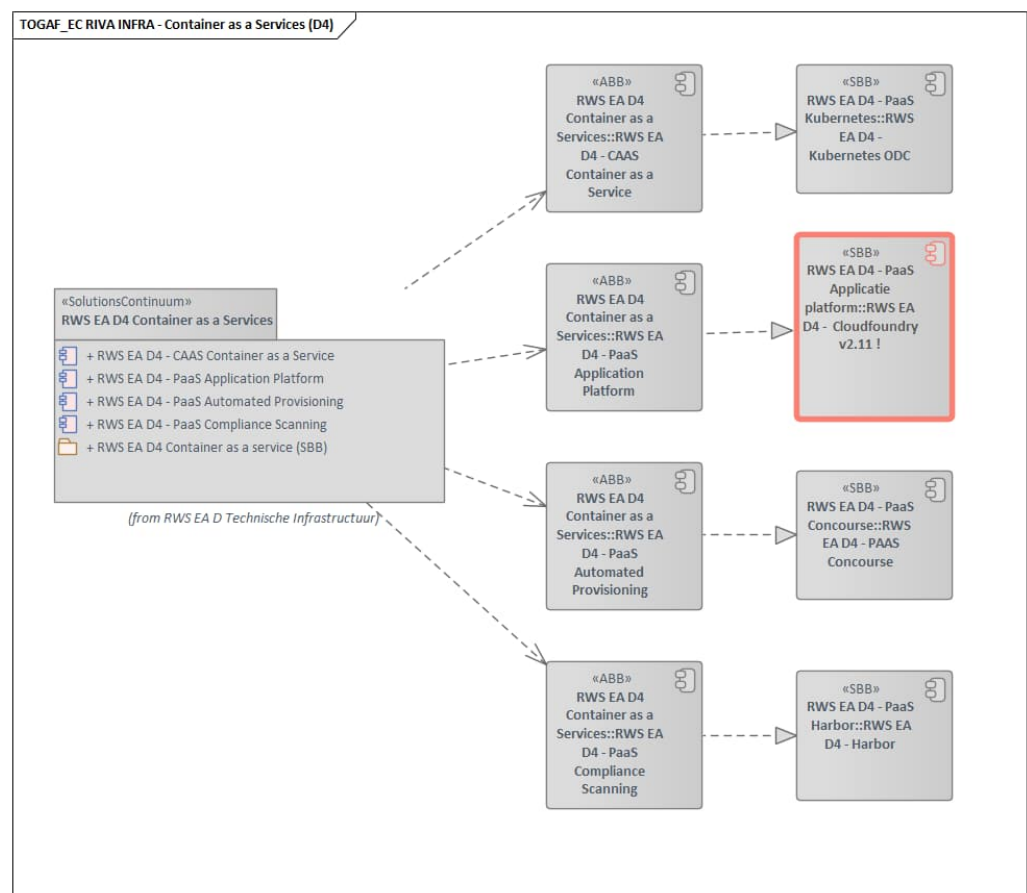 TOGAF_EC RIVA INFRA - Container as a Services (D4)
«SolutionsContinuum»
RWS EA D4 Container as a Services
+ RWS EA D4 - CAAS Container as a Service
+ RWS EA D4 - PaaS Application Platform
+ RWS EA D4 - PaaS Automated Provisioning
+ RWS EA D4 - PaaS Compliance Scanning
+ RWS EA D4 Container as a service (SBB)
(from RWS EA D Technische Infrastructuur)
«ABB»
RWS EA D4
Container as a
Services::RWS EA
D4 - CAAS
Container as a
Service
«SBB»
RWS EA D4 - PaaS
Kubernetes::RWS
EA D4 -
Kubernetes ODC
«ABB»
RWS EA D4
Container as a
Services::RWS EA
D4 - PaaS
Application
Platform
«SBB»
RWS EA D4 - PaaS
Applicatie
platform::RWS EA
D4 - Cloudfoundry
v2.11 !
«ABB»
RWS EA D4
Container as a
Services::RWS EA
D4 - PaaS
Automated
Provisioning
«SBB»
RWS EA D4 - PaaS
Concourse::RWS
EA D4 - PAAS
Concourse
«ABB»
RWS EA D4
Container as a
Services::RWS EA
D4 - PaaS
Compliance
Scanning
«SBB»
RWS EA D4 - PaaS
Harbor::RWS EA
D4 - Harbor